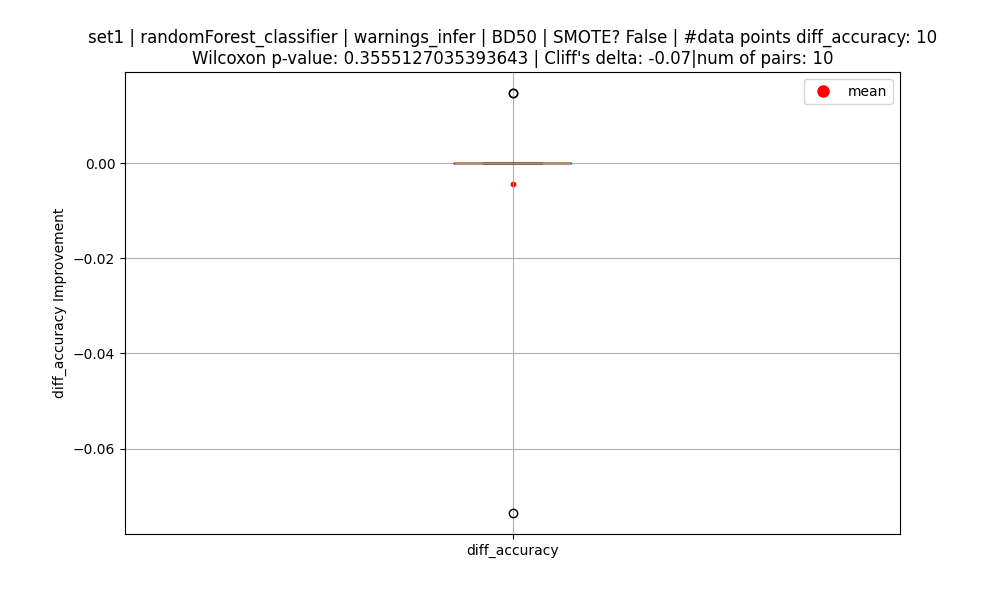 set1 | randomForest_classifier | warnings_infer | BD50 | SMOTE? False | #data points diff_accuracy: 10
Wilcoxon p-value: 0.3555127035393643 | Cliff's delta: -0.07|num of pairs: 10
mean
0.00
−0.02
−0.04
−0.06
diff_accuracy Improvement
diff_accuracy